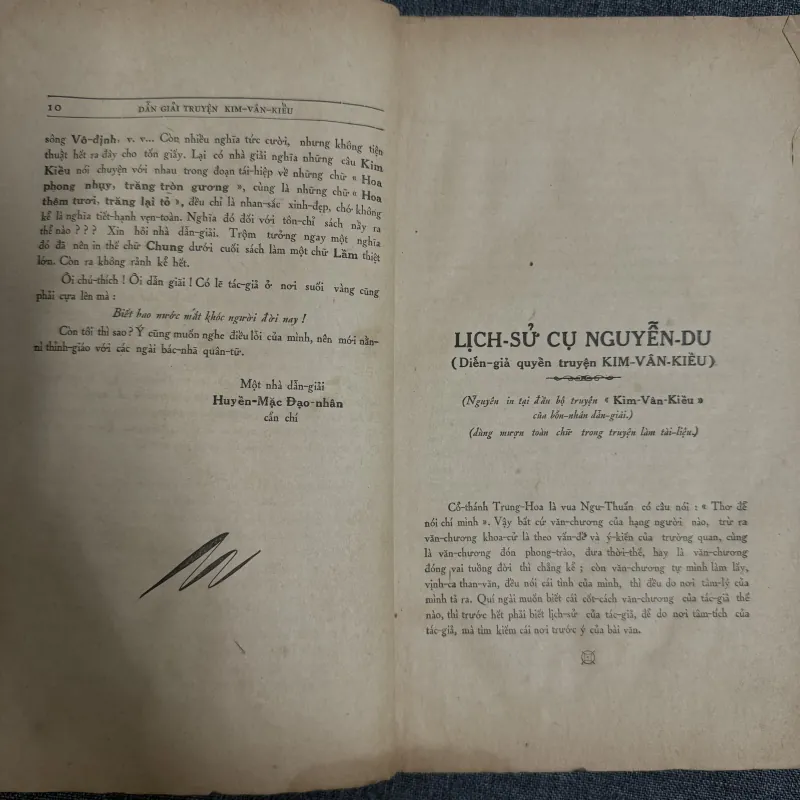 10
DẪN GIẢI TRUYỆN KIM-VÂN-KIỀU
sông Vô-định, v. v... Còn nhiều nghĩa tức cười, nhưng không tiện
thuật hết ra đây cho tốn giấy. Lại có nhà giải nghĩa những câu Kim
Kiều nói chuyện với nhau trong đoạn tái-hiệp về những chữ « Hoa
phong nhụy, trăng tròn gương », cùng là những chữ « Hoa
thêm tươi, trăng lại tỏ », đều chỉ là nhan-sắc xinh-đẹp, chớ không
kể lì nghĩa tiết-hạnh vẹn-toàn. Nghĩa đó đối với tôn-chỉ sách nầy ra
thế nào ? ? ? Xin hỏi nhà dẫn-giải. Trộm tưởng ngay một nghĩa
đó đã nên in thế chữ Chung dưới cuối sách làm một chữ Lầm thiệt
lớn. Còn ra không rảnh kể hết.
Ôi chú-thích ! Ôi dẫn giải ! Có lẽ tác-giả ở nơi suối vàng cũng
phải cựa lên mà :
Biết bao nước mắt khóc người đời nay !
Còn tôi thì sao ? Ý cũng muốn nghe điều lỗi của mình, nên mới nằn-
nì thỉnh-giáo với các ngài bác-nhã quân-tử.
Một nhà dẫn-giải
Huyền-Mặc Đạo-nhân
cẩn chí
LỊCH-SỬ CỤ NGUYỄN-DU
(Diễn-giả quyển truyện KIM-VÂN-KIỀU)
(Nguyên in tại đầu bộ truyện « Kim-Vân-Kiều »
của bổn-nhân dẫn-giải.)
(dùng mượn toàn chữ trong truyện làm tài-liệu.)
Cổ-thánh Trung-Hoa là vua Ngu-Thuấn có câu nói : « Thơ để
nói chí mình ». Vậy bất cứ văn-chương của hạng người nào, trừ ra
văn-chương khoa-cử là theo vấn-đề và ý-kiến của trường quan, cùng
là văn-chương đón phong-trào, đưa thời-thế, hay là văn-chương
đóng vai tuồng đời thì chẳng kể ; còn văn-chương tự mình làm lấy,
vịnh-ca than-vãn, đều nói cái tình của mình, thì đều do nơi tâm-lý của
mình tả ra. Quí ngài muốn biết cái cốt-cách văn-chương của tác-giả thế
nào, thì trước hết phải biết lịch-sử của tác-giả, để do nơi tâm-tích của
tác-giả, mà tìm kiếm cái nơi trước ý của bài văn.